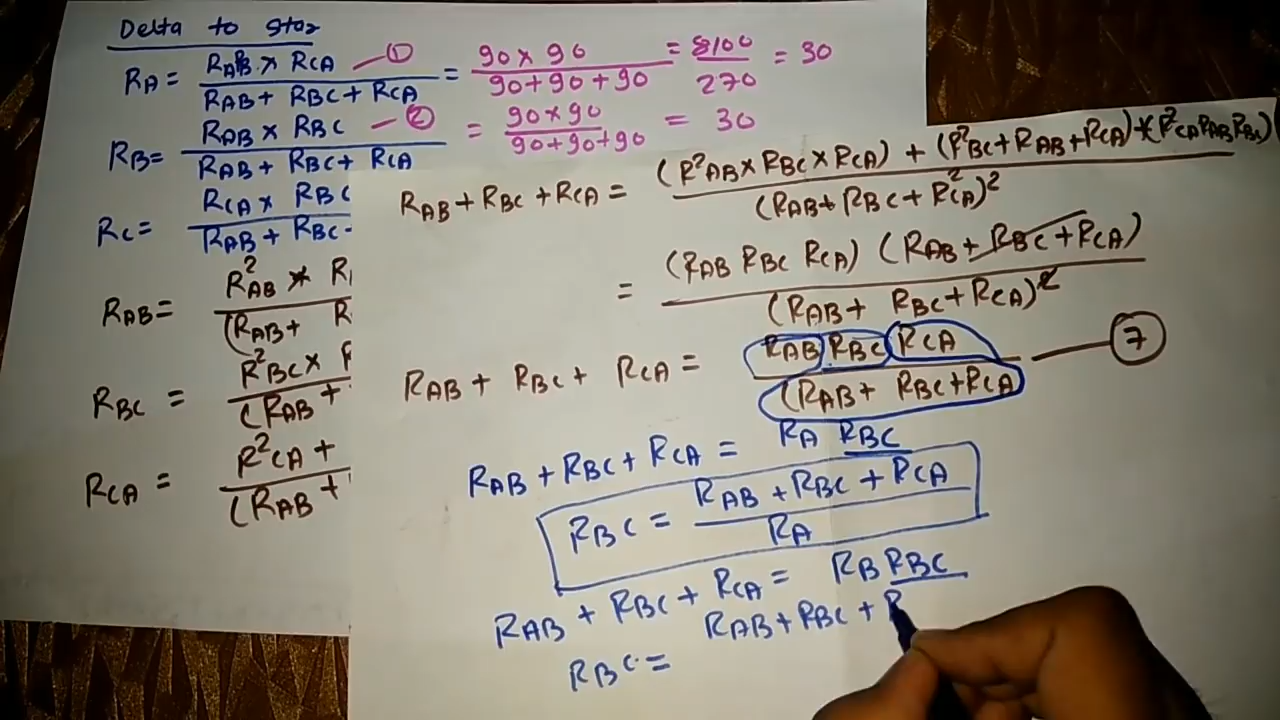 Delta to star
RA = RAB × RCA — ① = 90 × 90 = 8100 = 30
RAB + RBC + RCA 90 + 90 + 90 270
RB = RAB × RBC — ② = 90 × 90 = 30
RAB + RBC + RCA 90 + 90 + 90
RC = RCA × RBC
RAB + RBC
RAB =
R²AB ×
(RAB +
RBC = R²BC ×
(RAB +
RCA = R²CA +
(RAB +
RAB + RBC + RCA = (R²AB × RBC × RCA) + (R²BC + RAB + RCA) + (R²CA RAB RBC)
(RAB + RBC + R²CA)²
= (RAB RBC RCA) (RAB + RBC + RCA)
(RAB + RBC + RCA)²
RAB + RBC + RCA = RAB RBC RCA — ⑦
(RAB + RBC + RCA
RAB + RBC + RCA = RA RBC
RBC = RAB + RBC + RCA
RA
RAB + RBC + RCA = RB RBC
RBC = RAB + RBC + R